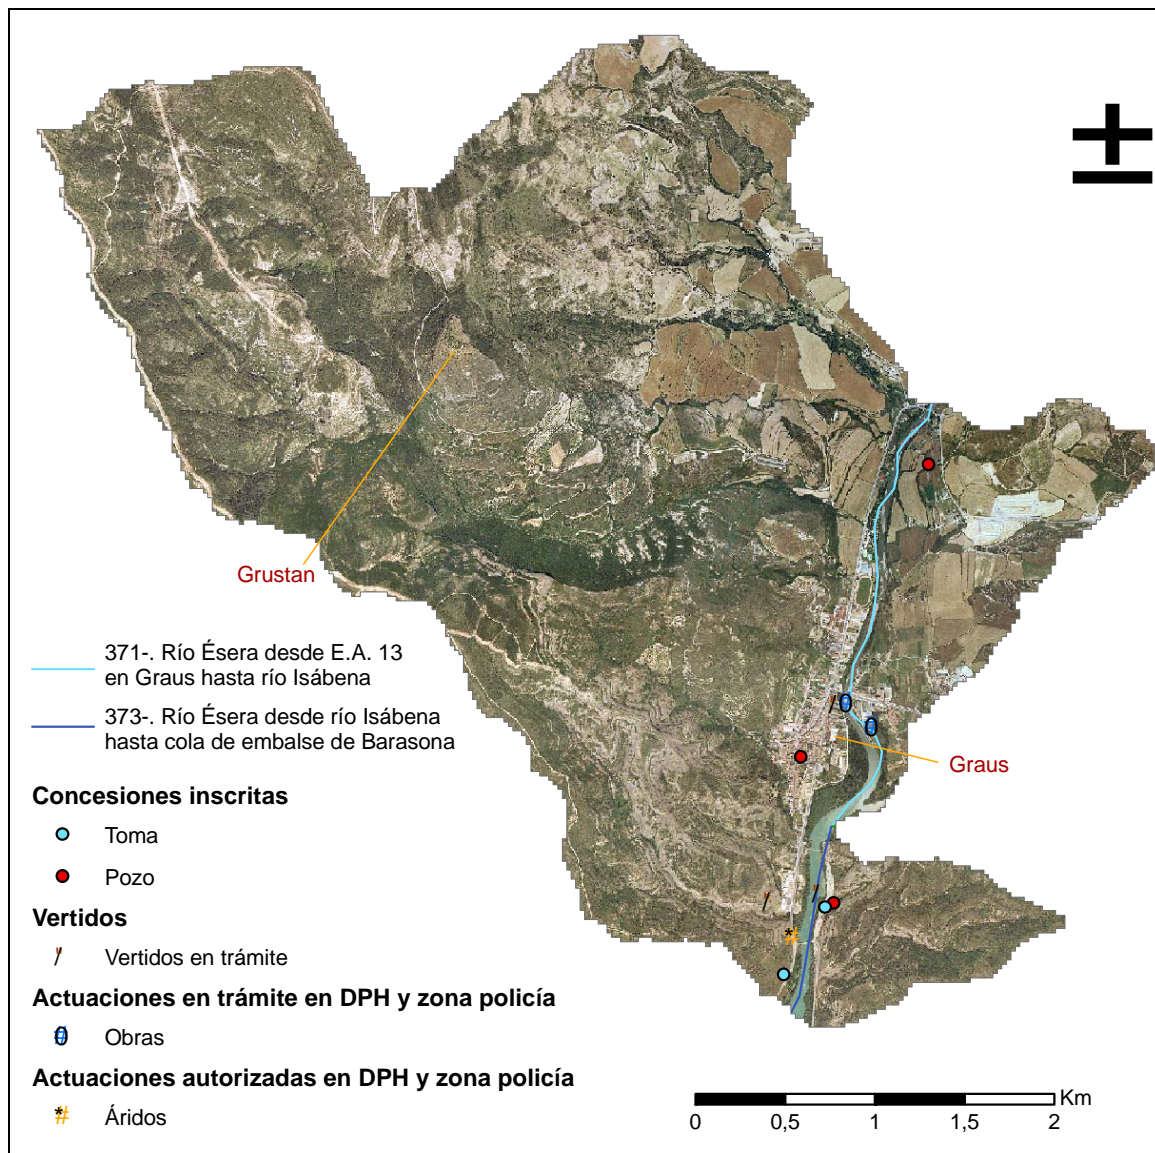 Grustan
371-. Río Ésera desde E.A. 13
en Graus hasta río Isábena
373-. Río Ésera desde río Isábena
hasta cola de embalse de Barasona
Graus
Concesiones inscritas
Toma
Pozo
Vertidos
Vertidos en trámite
Actuaciones en trámite en DPH y zona policía
Obras
Actuaciones autorizadas en DPH y zona policía
Áridos
Km
0 0,5 1 1,5 2